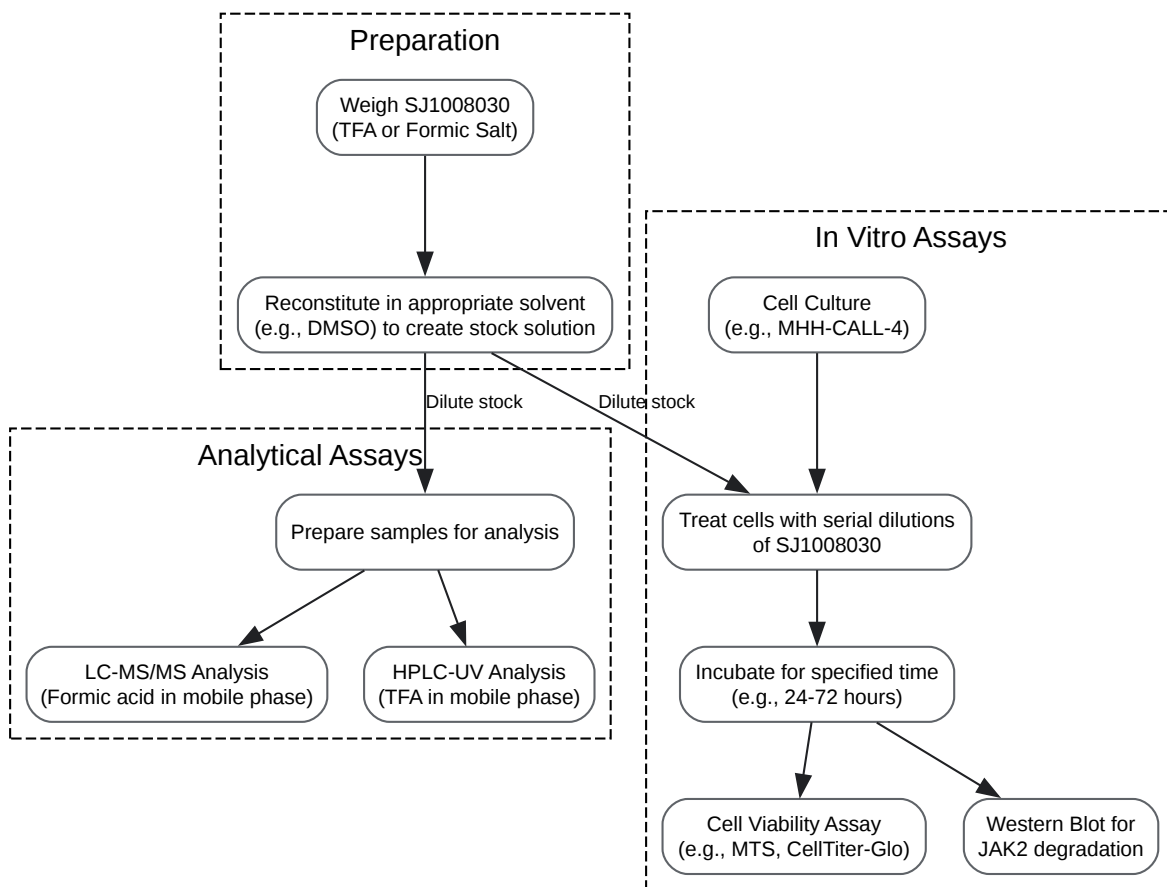 Preparation
Weigh SJ1008030
(TFA or Formic Salt)
Reconstitute in appropriate solvent
(e.g., DMSO) to create stock solution
Dilute stock
Dilute stock
Analytical Assays
Prepare samples for analysis
LC-MS/MS Analysis
(Formic acid in mobile phase)
HPLC-UV Analysis
(TFA in mobile phase)
In Vitro Assays
Cell Culture
(e.g., MHH-CALL-4)
Treat cells with serial dilutions
of SJ1008030
Incubate for specified time
(e.g., 24-72 hours)
Cell Viability Assay
(e.g., MTS, CellTiter-Glo)
Western Blot for
JAK2 degradation